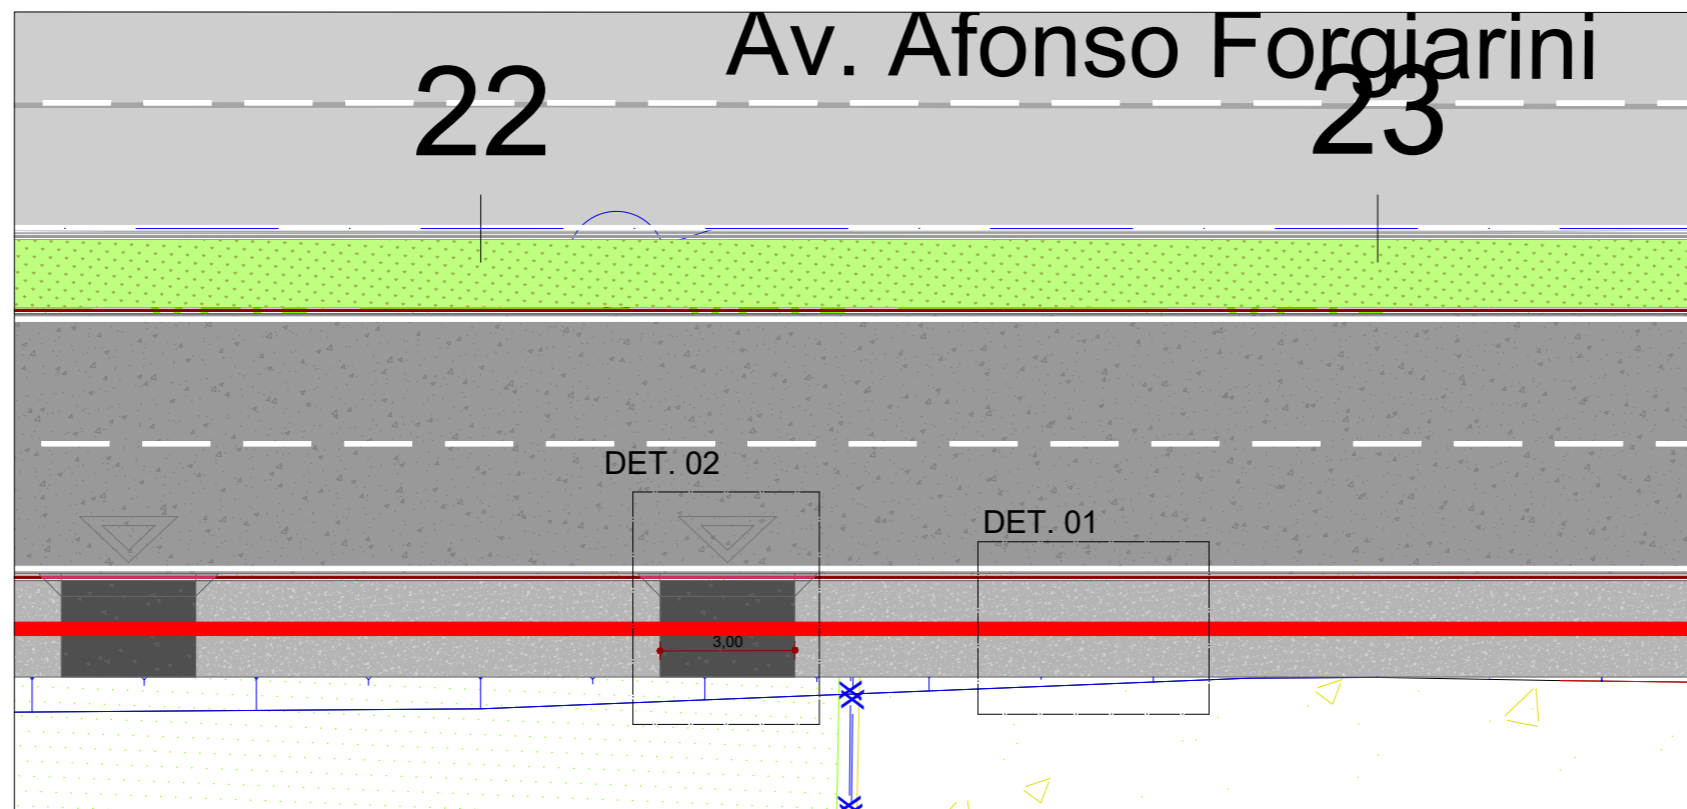 Av. Afonso Forgiarini
22
23
DET. 02
DET. 01
3,00